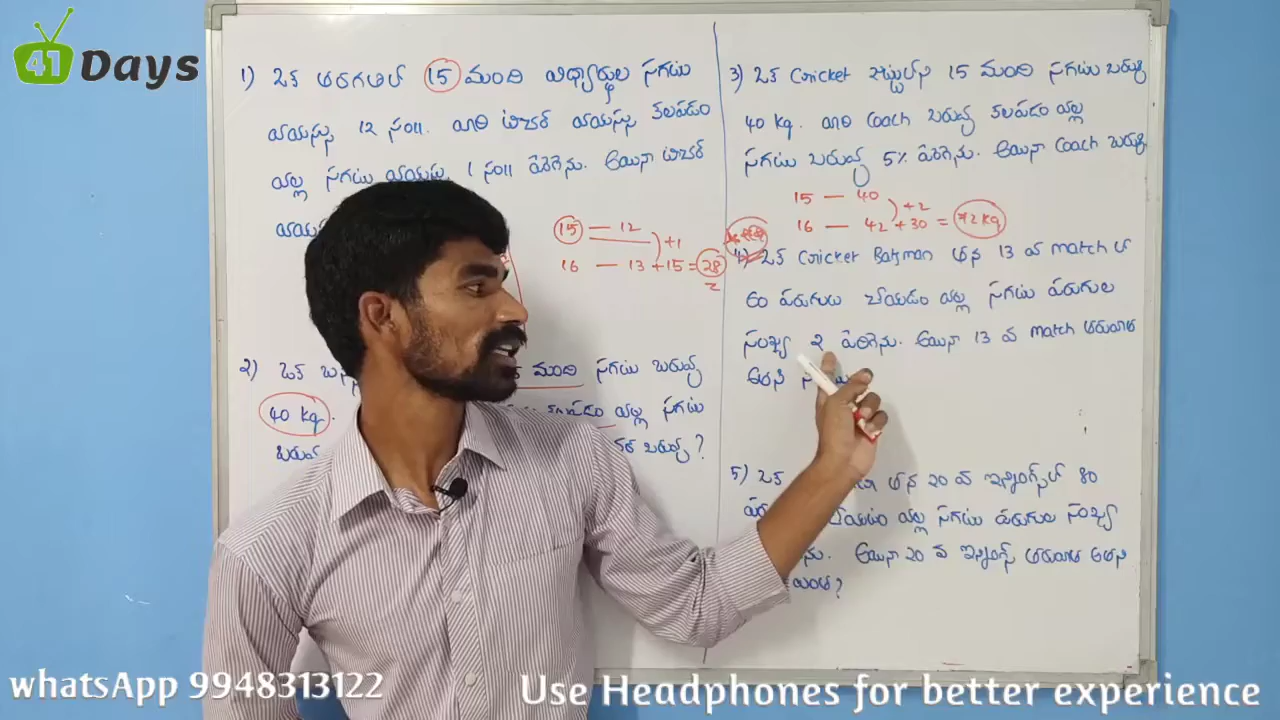 41 Days
1) ఒక తరగతిలో 15 మంది విద్యార్థుల సగటు
వయస్సు 12 సం॥. వారి టీచర్ వయస్సు కలపడం
వల్ల సగటు వయస్సు 1 సం॥ పెరిగెను. అయినా టీచర్
15 — 12
+1
16 — 13 +15 = 28
2) ఒక
మంది సగటు బరువు
40 kg.
వల్ల సగటు
బరువు?
3) ఒక Cricket జట్టులోని 15 మంది సగటు బరువు
40 kg. వారి Coach బరువు కలపడం వల్ల
సగటు బరువు 5% పెరిగెను. అయినా Coach బరువు
15 — 40
+2
16 — 42 +30 = 72 kg
4) ఒక Cricket Batsman తన 13 వ match లో
60 పరుగులు చేయడం వల్ల సగటు పరుగుల
సంఖ్య 2 పెరిగెను. అయినా 13 వ match తరువాత
అతని
5) ఒక తన 20 వ ఇన్నింగ్స్‌లో 80
చేయడం వల్ల సగటు పరుగుల సంఖ్య
అయినా 20 వ ఇన్నింగ్స్ తరువాత అతని
ఎంత?
whatsApp 9948313122
Use Headphones for better experience